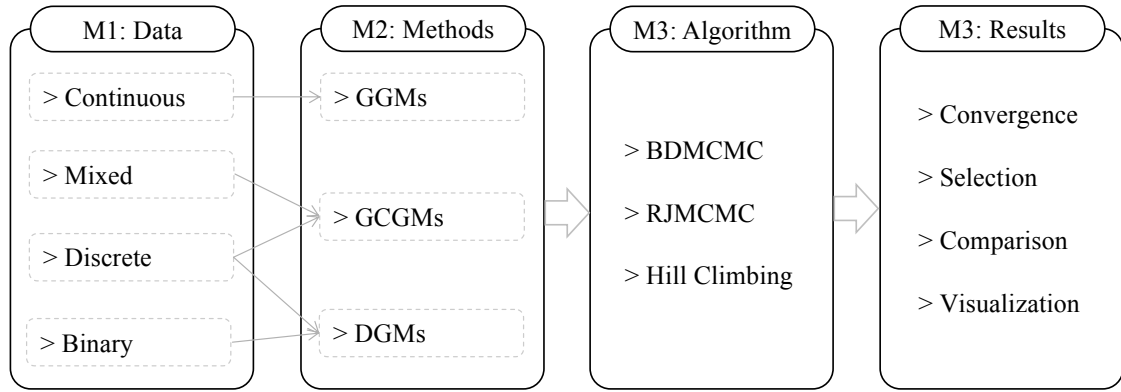 M1: Data
> Continuous
> Mixed
> Discrete
> Binary
M2: Methods
> GGMs
> GCGMs
> DGMs
M3: Algorithm
> BDMCMC
> RJMCMC
> Hill Climbing
M3: Results
> Convergence
> Selection
> Comparison
> Visualization